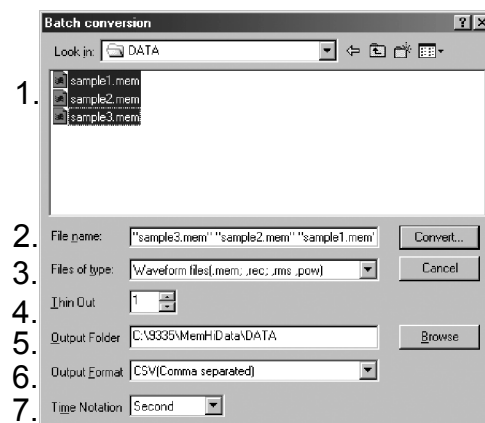 Batch conversion
Look in: DATA
1. sample1.mem
sample2.mem
sample3.mem
2. File name: "sample3.mem" "sample2.mem" "sample1.mem" Convert...
3. Files of type: Waveform files(.mem; ,rec; ,rms ,pow) Cancel
4. Thin Out 1
5. Output Folder C:\9335\MemHiData\DATA Browse
6. Output Format CSV(Comma separated)
7. Time Notation Second